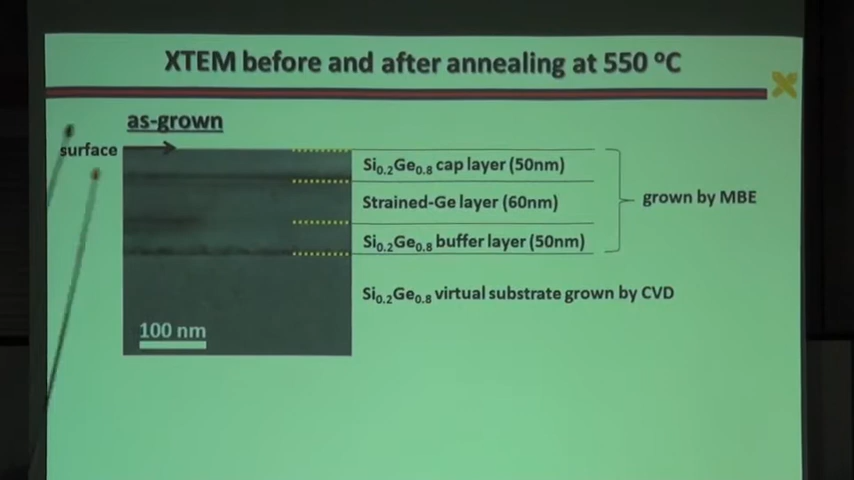 XTEM before and after annealing at 550 °C
as-grown
surface
Si₀.₂Ge₀.₈ cap layer (50nm)
Strained-Ge layer (60nm)
grown by MBE
Si₀.₂Ge₀.₈ buffer layer (50nm)
Si₀.₂Ge₀.₈ virtual substrate grown by CVD
100 nm